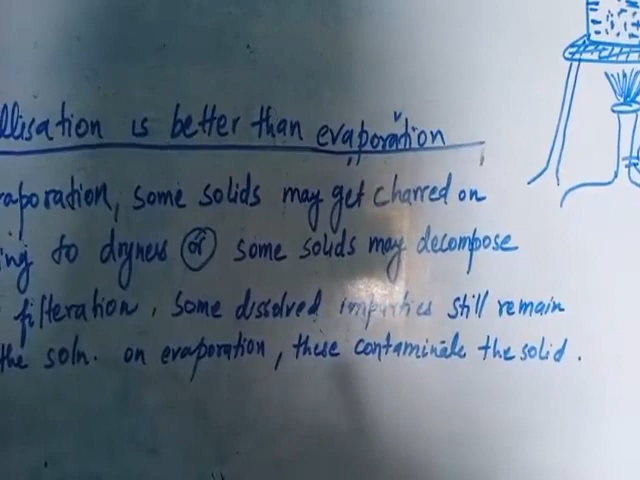 llisation is better than evaporation
aporation, some solids may get charred on
ing to dryness or some solids may decompose
filteration, some dissolved impurities still remain
the soln. on evaporation, these contaminate the solid.